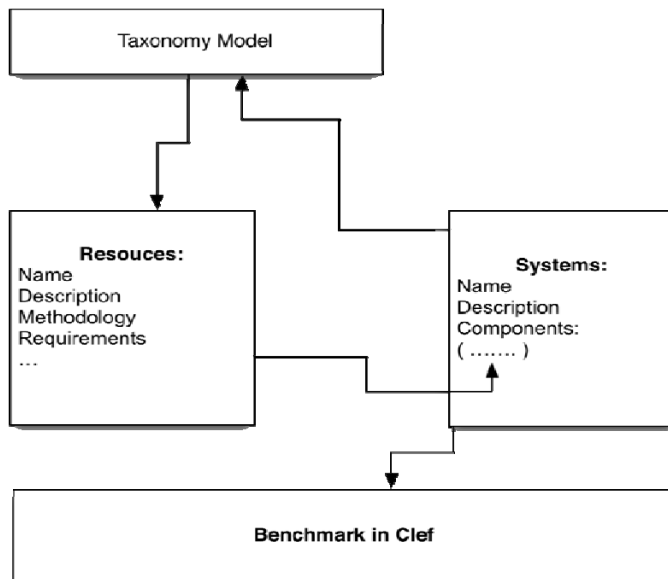 Taxonomy Model
Resouces:
Name
Description
Methodology
Requirements
...
Systems:
Name
Description
Components:
( ....... )
Benchmark in Clef